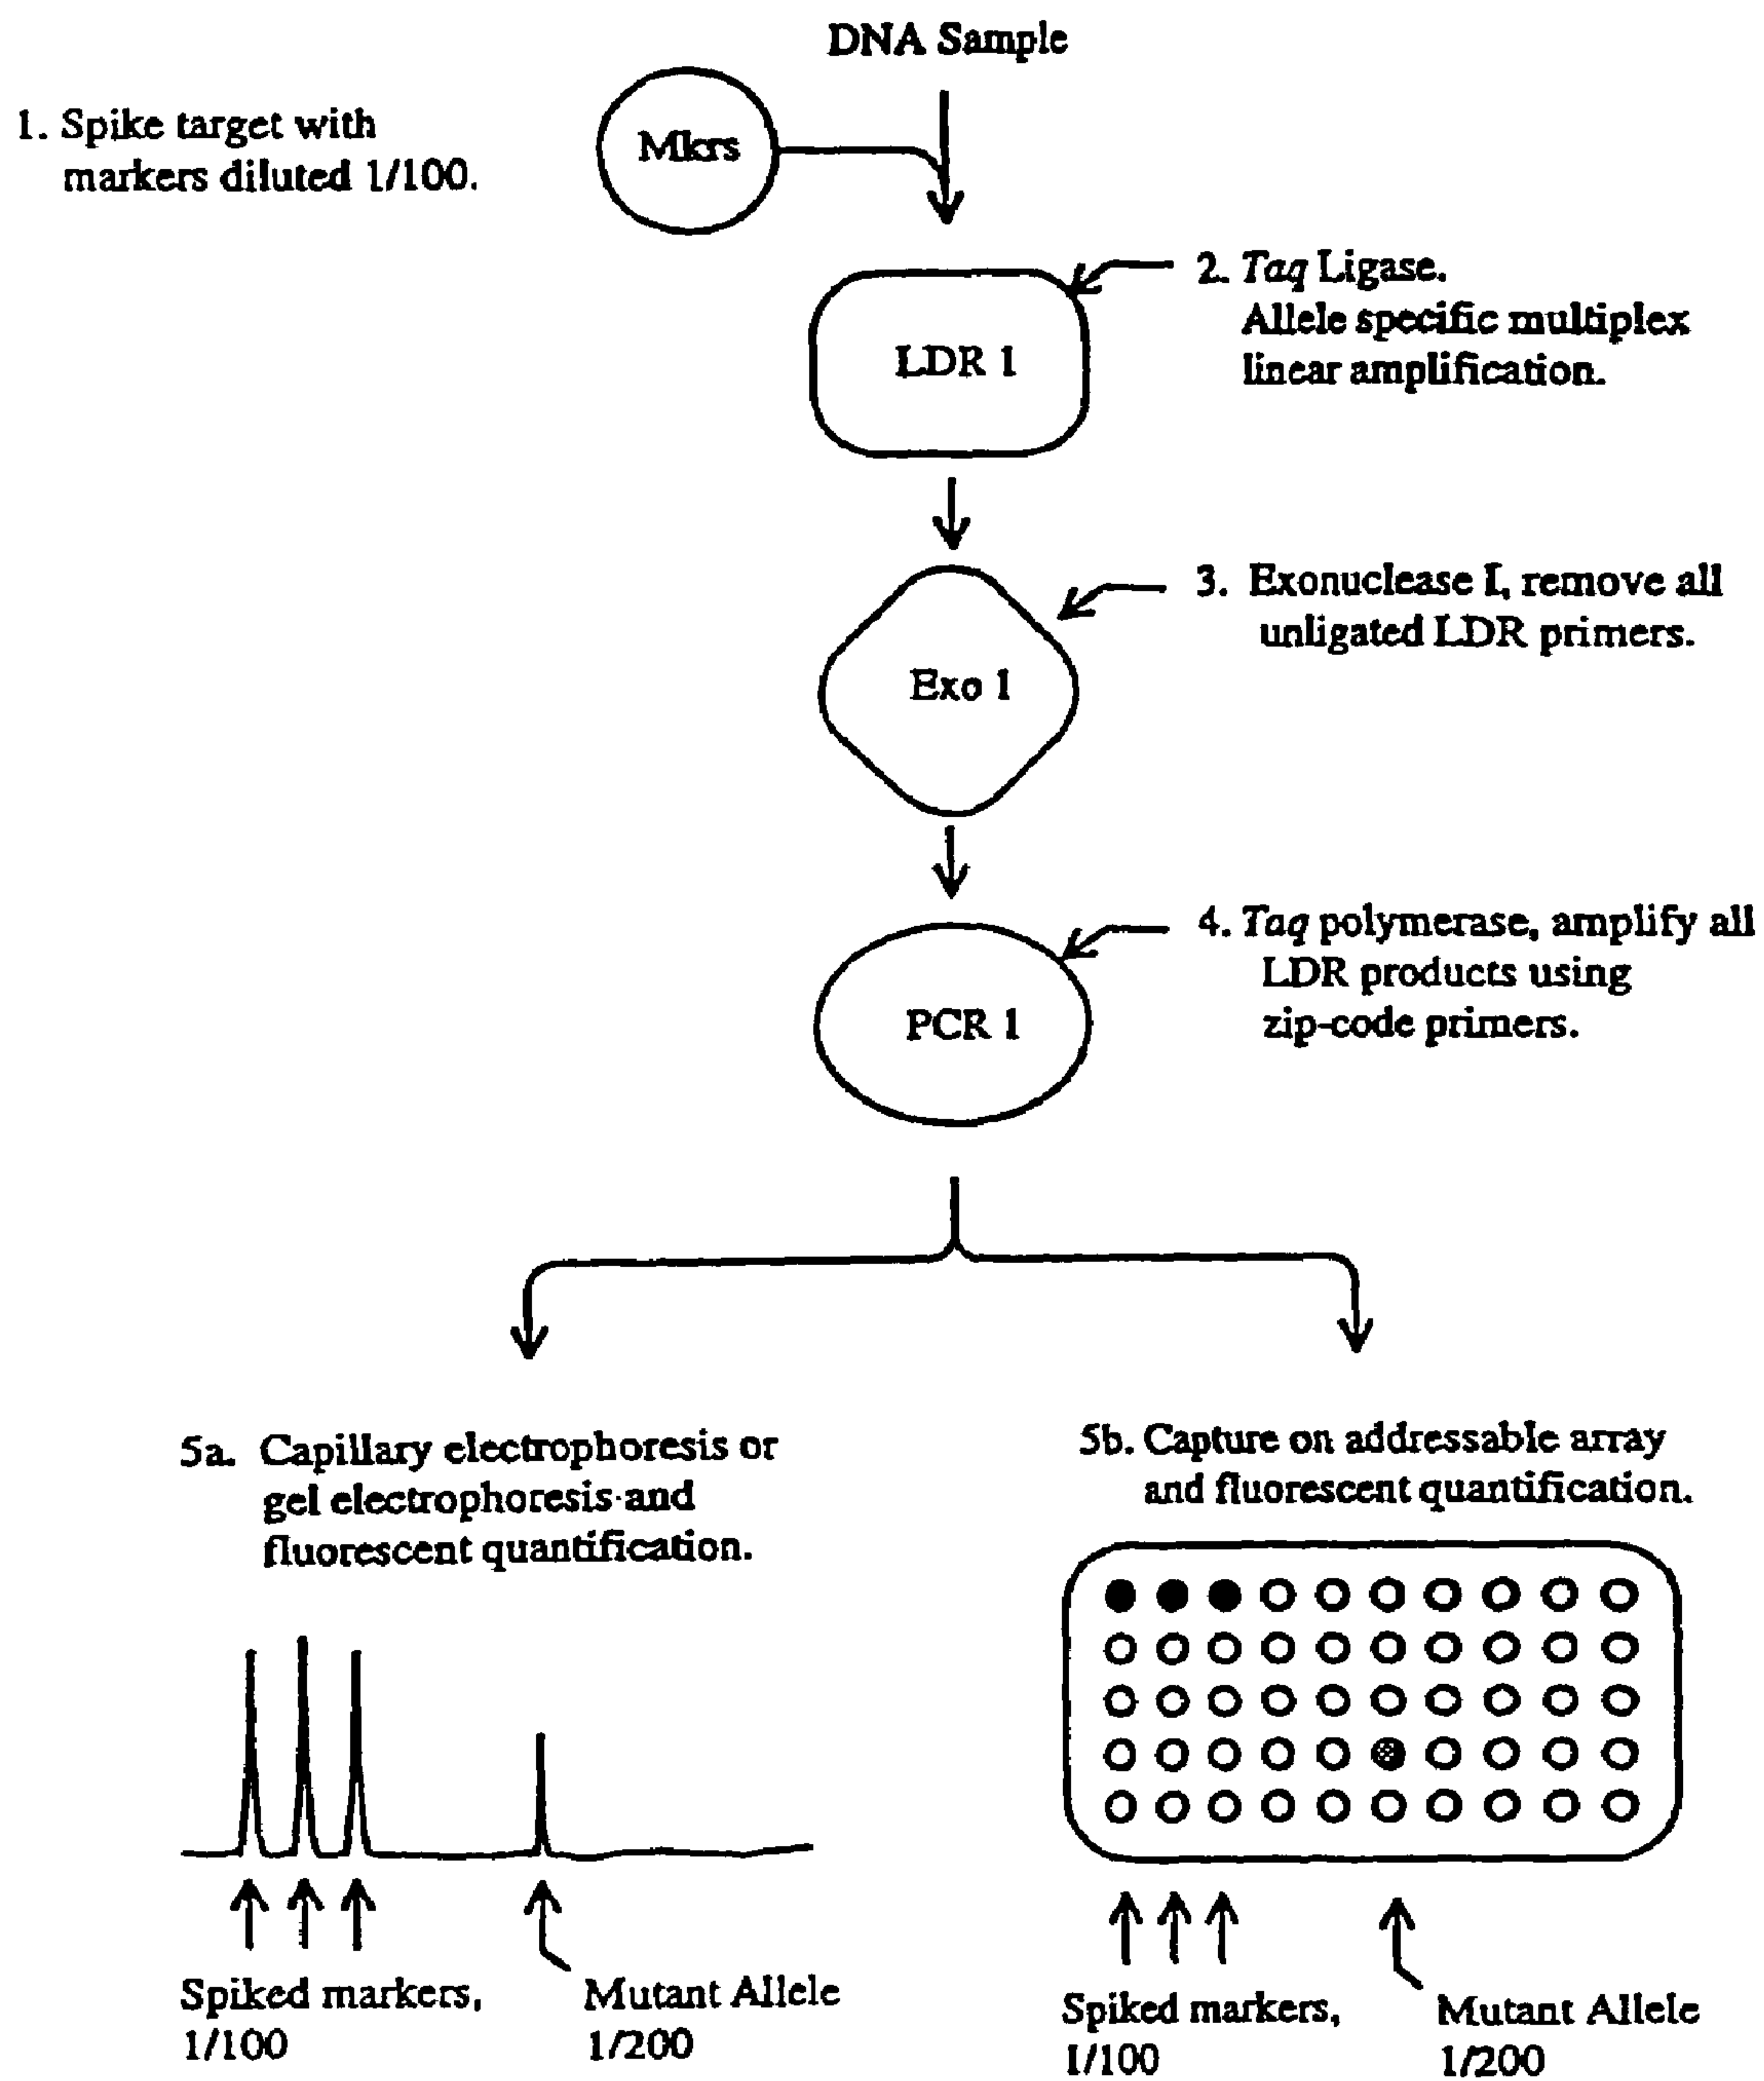 DNA Sample
1. Spike target with
markers diluted 1/100.
Mkrs
2. Taq Ligase.
Allele specific multiplex
linear amplification.
LDR 1
3. Exonuclease I, remove all
unligated LDR primers.
Exo 1
4. Taq polymerase, amplify all
LDR products using
zip-code primers.
PCR 1
5a. Capillary electrophoresis or
gel electrophoresis and
fluorescent quantification.
5b. Capture on addressable array
and fluorescent quantification.
Spiked markers,
1/100
Mutant Allele
1/200
Spiked markers,
1/100
Mutant Allele
1/200